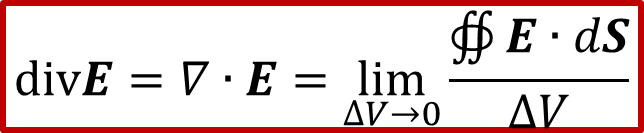 div𝑬 = ∇ ⋅ 𝑬 = lim_{Δ𝑉→0} ∯ 𝑬 ⋅ 𝑑𝑺 / Δ𝑉